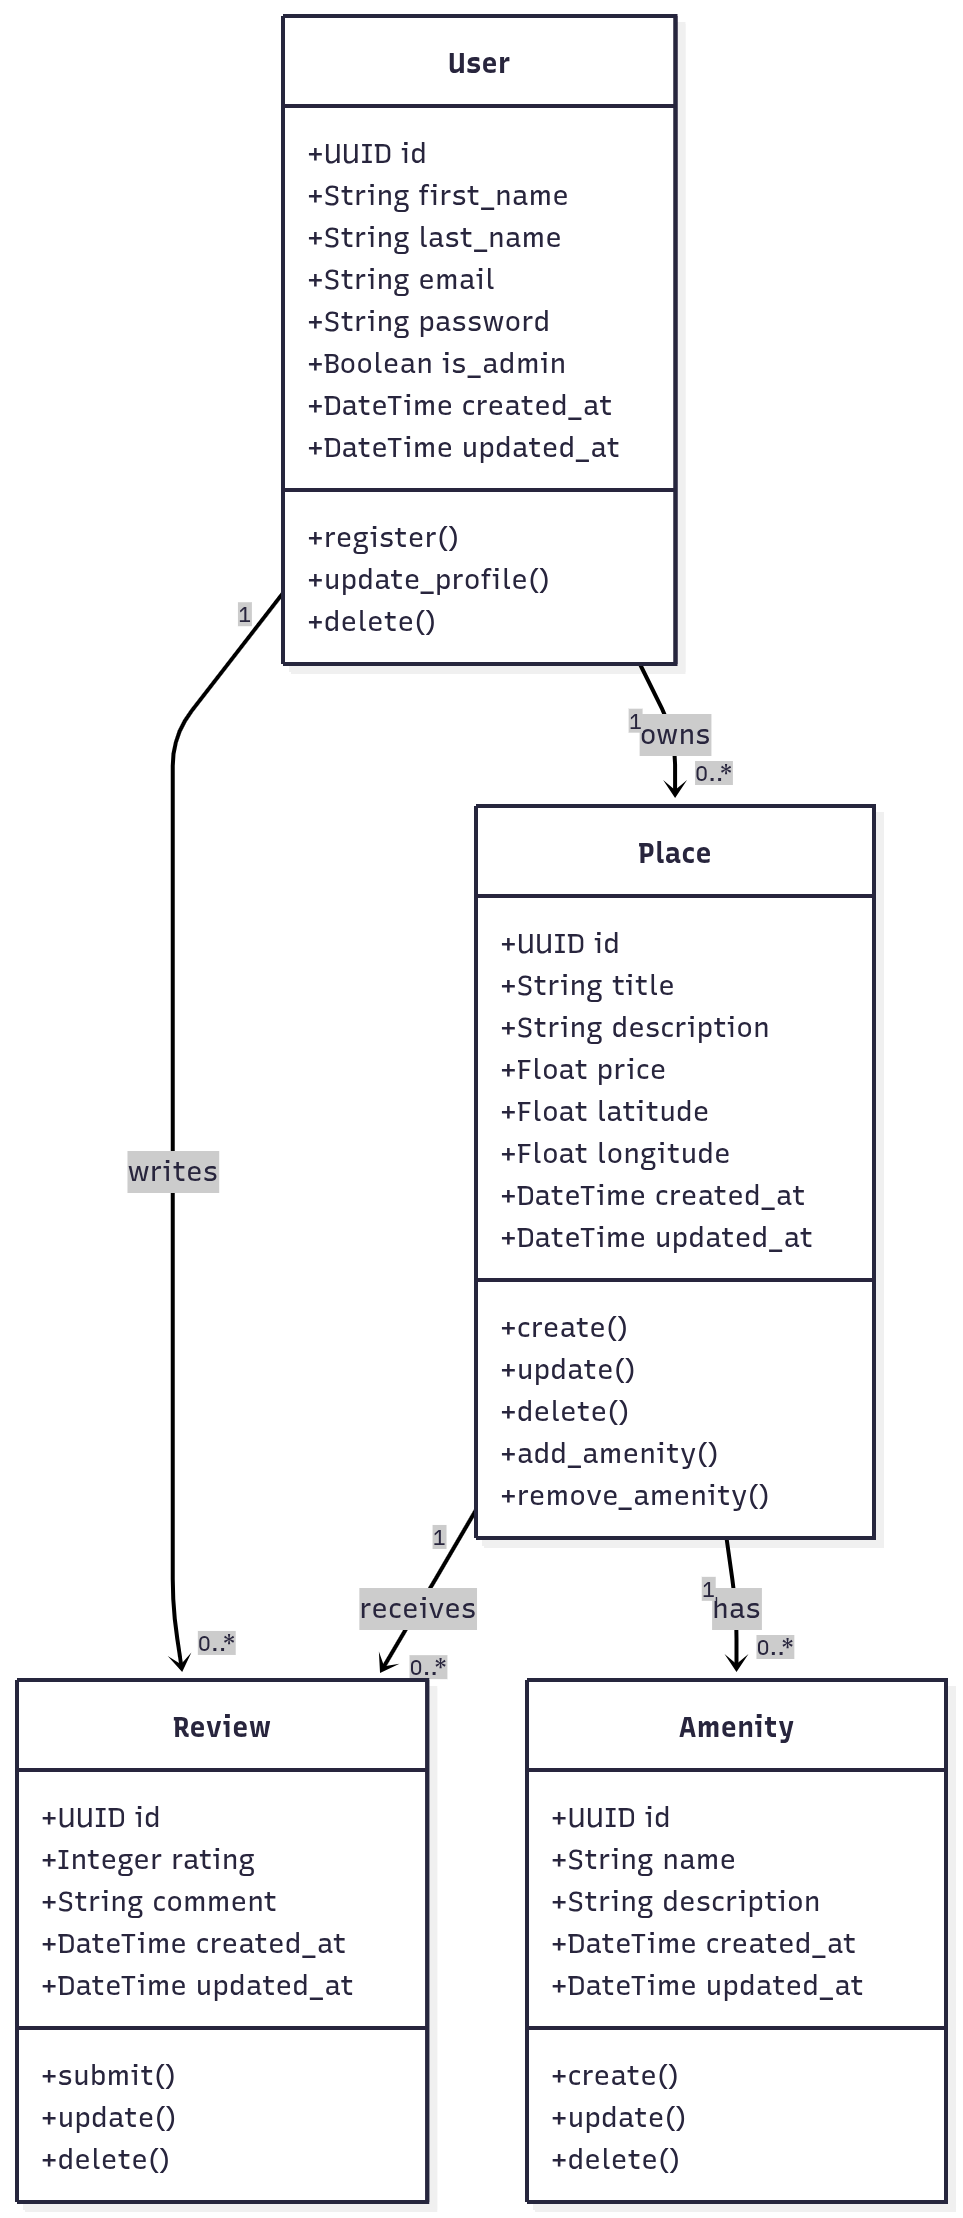 User
+UUID id
+String first_name
+String last_name
+String email
+String password
+Boolean is_admin
+DateTime created_at
+DateTime updated_at
+register()
+update_profile()
+delete()
1
1
owns
0..*
Place
+UUID id
+String title
+String description
+Float price
+Float latitude
+Float longitude
+DateTime created_at
+DateTime updated_at
+create()
+update()
+delete()
+add_amenity()
+remove_amenity()
writes
1
receives
1
has
0..*
0..*
0..*
Review
+UUID id
+Integer rating
+String comment
+DateTime created_at
+DateTime updated_at
+submit()
+update()
+delete()
Amenity
+UUID id
+String name
+String description
+DateTime created_at
+DateTime updated_at
+create()
+update()
+delete()